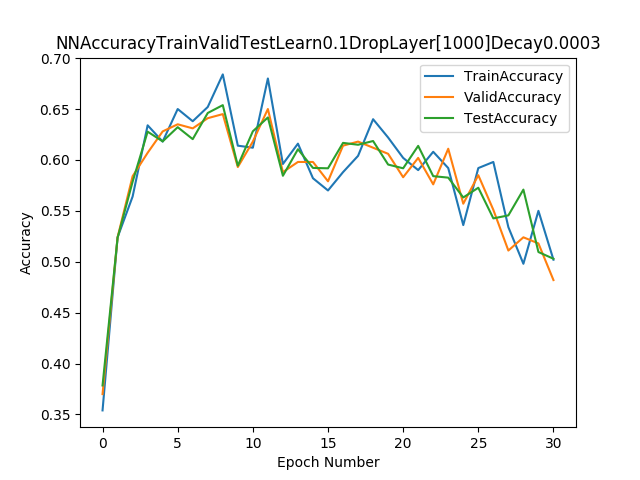 NNAccuracyTrainValidTestLearn0.1DropLayer[1000]Decay0.0003
TrainAccuracy
ValidAccuracy
TestAccuracy
Accuracy
0.70
0.65
0.60
0.55
0.50
0.45
0.40
0.35
0 5 10 15 20 25 30
Epoch Number